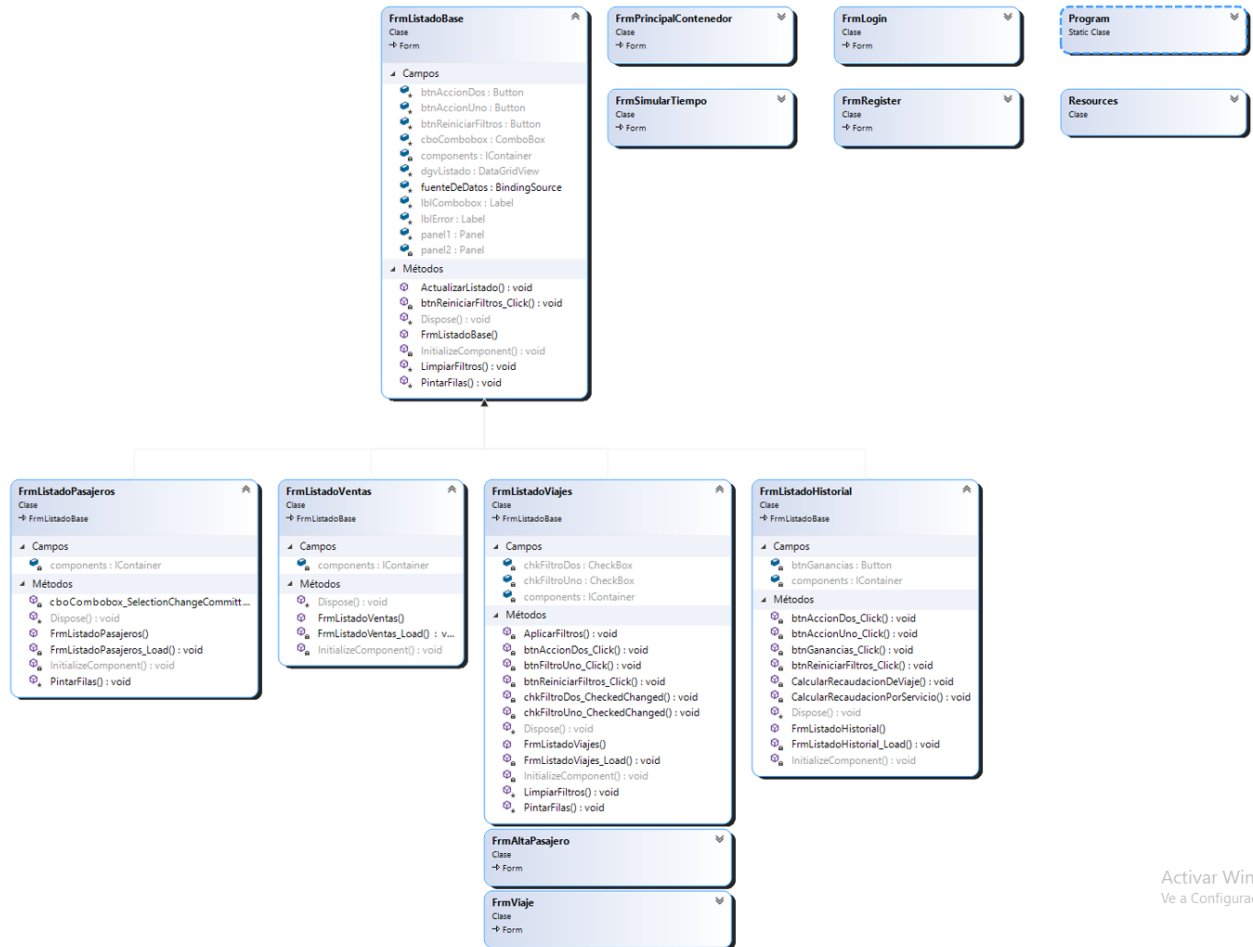 FrmListadoBase
Clase
Form
Campos
btnAccionDos : Button
btnAccionUno : Button
btnReiniciarFiltros : Button
cboCombobox : ComboBox
components : IContainer
dgvListado : DataGridView
fuenteDeDatos : BindingSource
lblCombobox : Label
lblError : Label
panel1 : Panel
panel2 : Panel
Métodos
ActualizarListado() : void
btnReiniciarFiltros_Click() : void
Dispose() : void
FrmListadoBase()
InitializeComponent() : void
LimpiarFiltros() : void
PintarFilas() : void
FrmPrincipalContenedor
Clase
Form
FrmLogin
Clase
Form
Program
Static Clase
FrmSimularTiempo
Clase
Form
FrmRegister
Clase
Form
Resources
Clase
FrmListadoPasajeros
Clase
FrmListadoBase
Campos
components : IContainer
Métodos
cboCombobox_SelectionChangeCommitt...
Dispose() : void
FrmListadoPasajeros()
FrmListadoPasajeros_Load() : void
InitializeComponent() : void
PintarFilas() : void
FrmListadoVentas
Clase
FrmListadoBase
Campos
components : IContainer
Métodos
Dispose() : void
FrmListadoVentas()
FrmListadoVentas_Load() : v...
InitializeComponent() : void
FrmListadoViajes
Clase
FrmListadoBase
Campos
chkFiltroDos : CheckBox
chkFiltroUno : CheckBox
components : IContainer
Métodos
AplicarFiltros() : void
btnAccionDos_Click() : void
btnFiltroUno_Click() : void
btnReiniciarFiltros_Click() : void
chkFiltroDos_CheckedChanged() : void
chkFiltroUno_CheckedChanged() : void
Dispose() : void
FrmListadoViajes()
FrmListadoViajes_Load() : void
InitializeComponent() : void
LimpiarFiltros() : void
PintarFilas() : void
FrmListadoHistorial
Clase
FrmListadoBase
Campos
btnGanancias : Button
components : IContainer
Métodos
btnAccionDos_Click() : void
btnAccionUno_Click() : void
btnGanancias_Click() : void
btnReiniciarFiltros_Click() : void
CalcularRecaudacionDeViaje() : void
CalcularRecaudacionPorServicio() : void
Dispose() : void
FrmListadoHistorial()
FrmListadoHistorial_Load() : void
InitializeComponent() : void
FrmAltaPasajero
Clase
Form
FrmViaje
Clase
Form
Activar Win
Ve a Configura